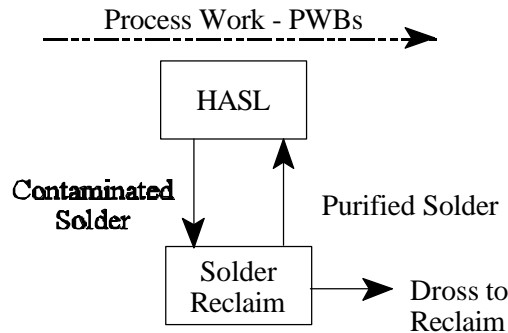 Process Work - PWBs
HASL
Contaminated
Solder
Purified Solder
Solder
Reclaim
Dross to
Reclaim